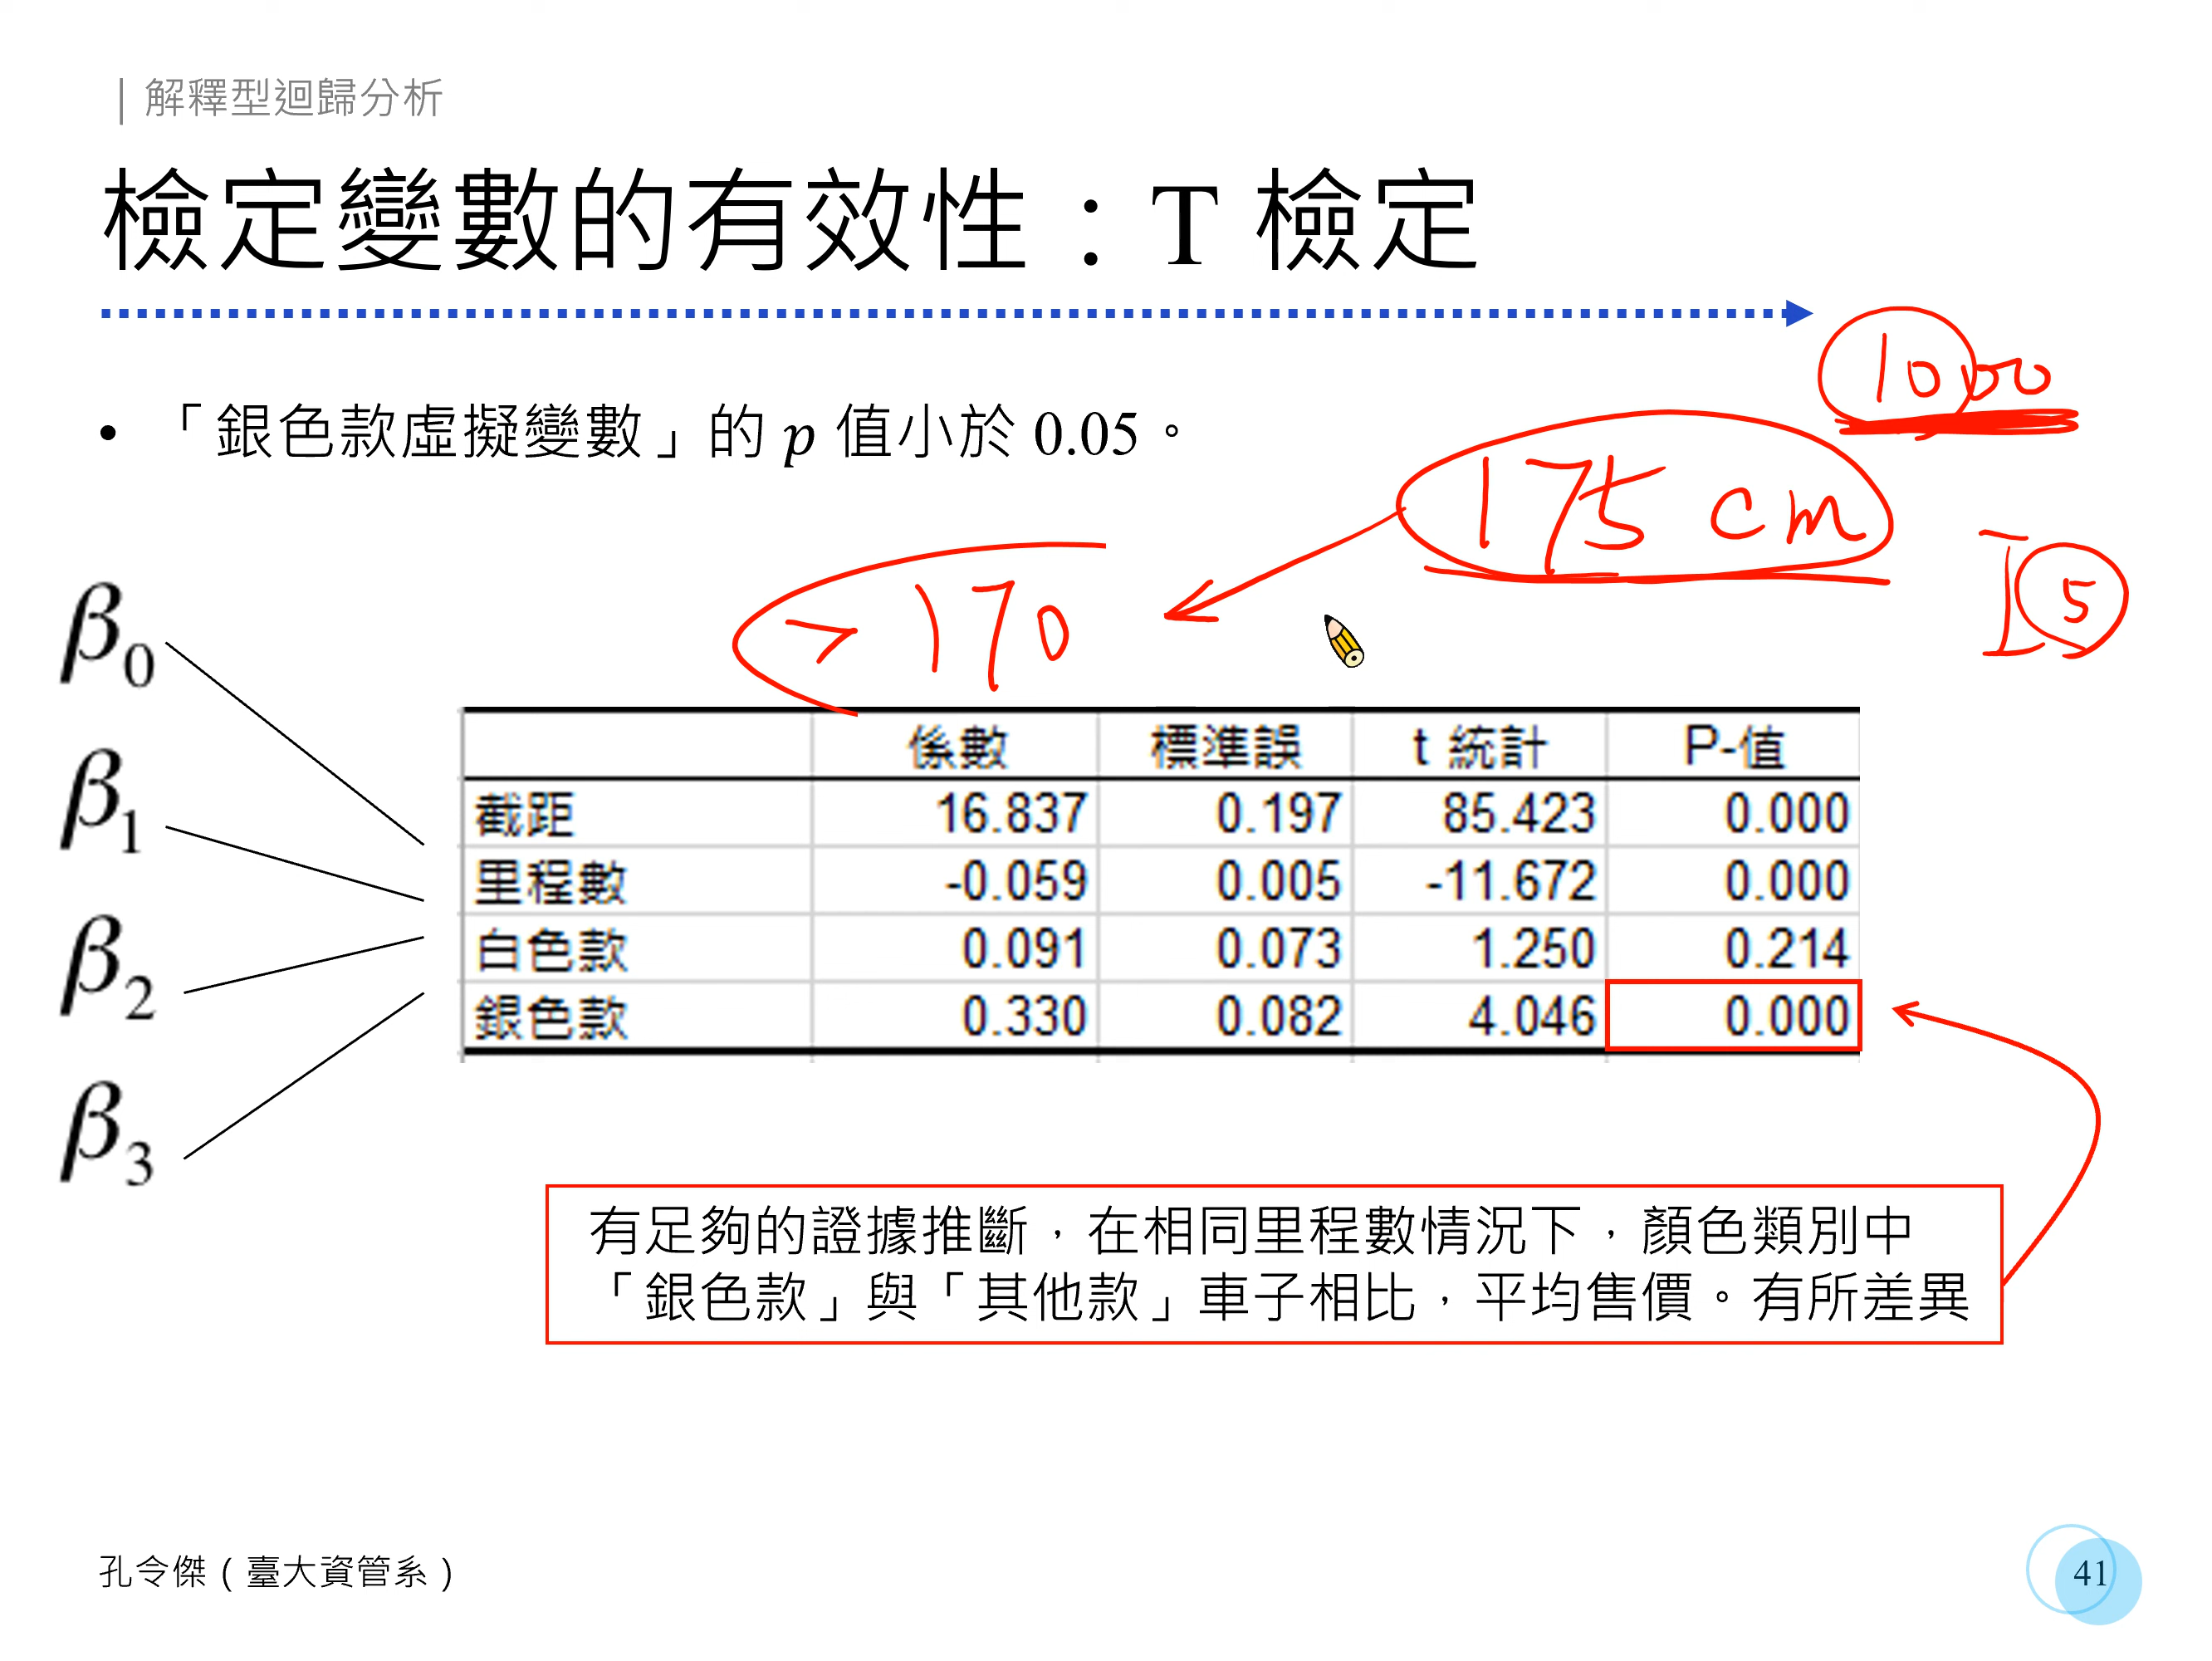 解釋型迴歸分析
檢定變數的有效性：T 檢定
1000
• 「銀色款虛擬變數」的 p 值小於 0.05。
175 cm
5
> 170
β0
β1
β2
β3
係數 標準誤 t 統計 P-值
截距 16.837 0.197 85.423 0.000
里程數 -0.059 0.005 -11.672 0.000
白色款 0.091 0.073 1.250 0.214
銀色款 0.330 0.082 4.046 0.000
有足夠的證據推斷，在相同里程數情況下，顏色類別中
「銀色款」與「其他款」車子相比，平均售價。有所差異
孔令傑（臺大資管系）
41